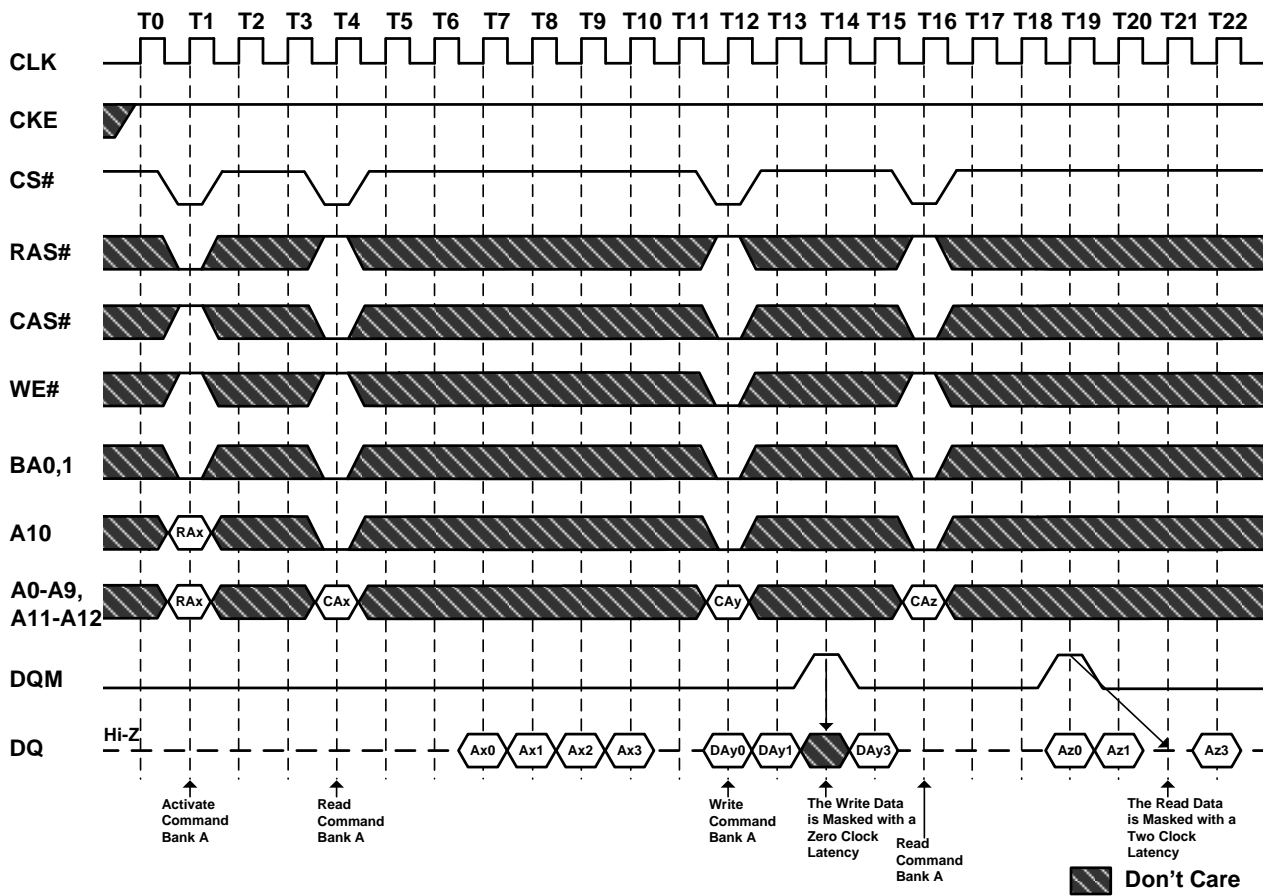 T0 T1 T2 T3 T4 T5 T6 T7 T8 T9 T10 T11 T12 T13 T14 T15 T16 T17 T18 T19 T20 T21 T22
CLK
CKE
CS#
RAS#
CAS#
WE#
BA0,1
A10
RAx
A0-A9,
A11-A12
RAx CAx CAy CAz
DQM
Hi-Z
DQ
Ax0 Ax1 Ax2 Ax3 DAy0 DAy1 DAy3 Az0 Az1 Az3
Activate
Command
Bank A
Read
Command
Bank A
Write
Command
Bank A
The Write Data
is Masked with a
Zero Clock
Latency
Read
Command
Bank A
The Read Data
is Masked with a
Two Clock
Latency
Don't Care